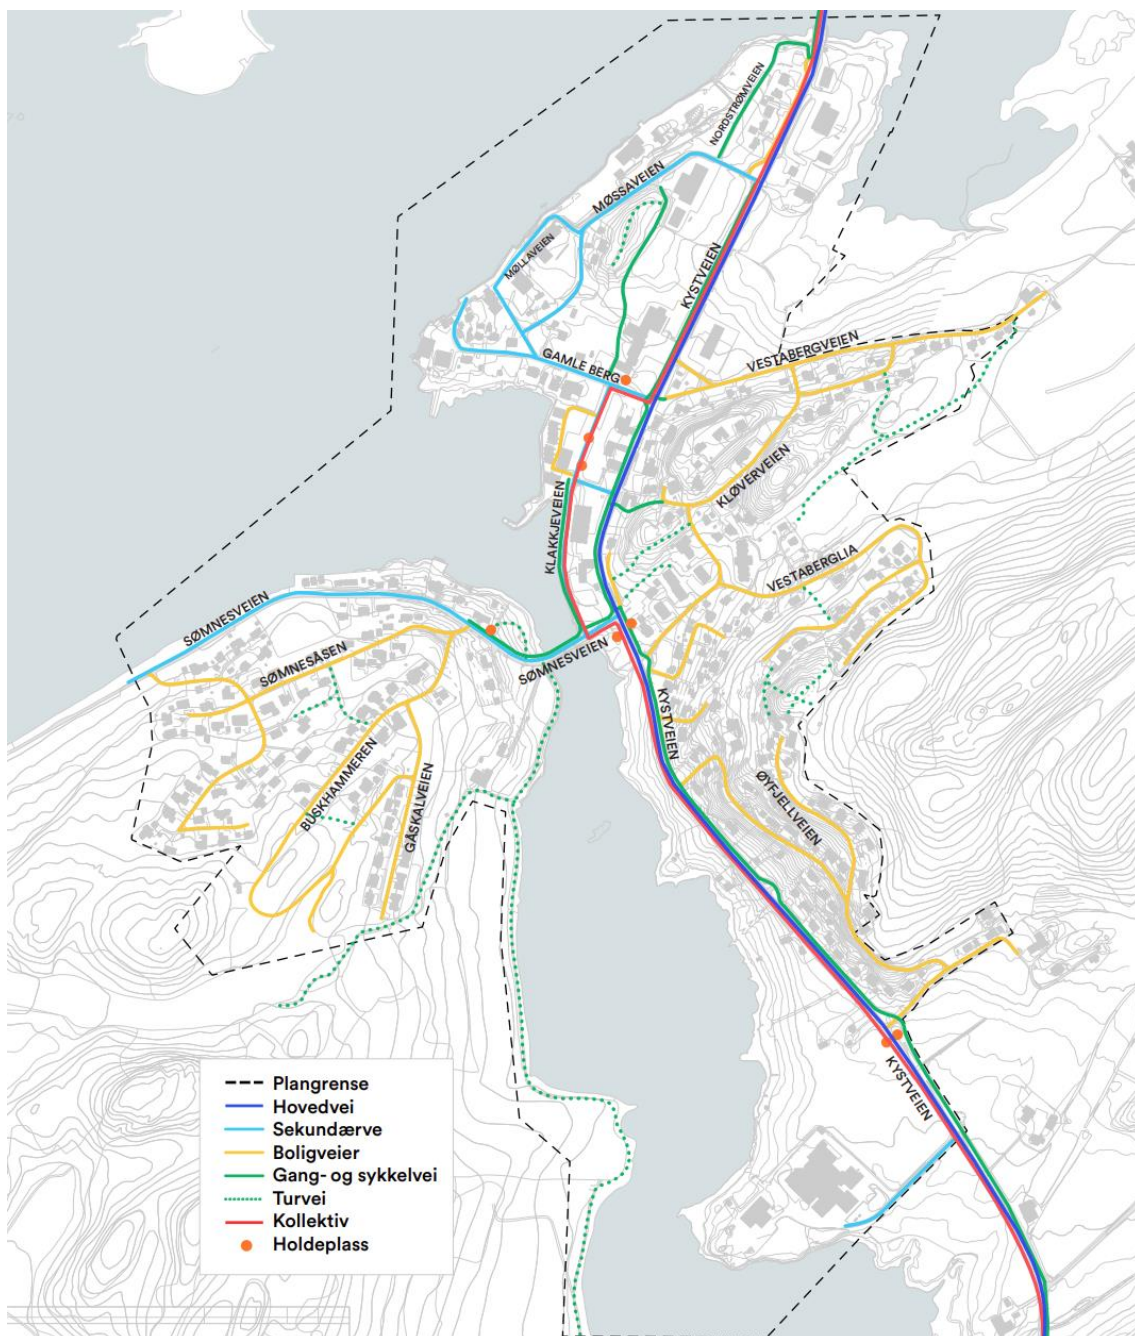 NORDSTRØMVEIEN
MØSSAVEIEN
MØLLAVEIEN
KYSTVEIEN
GAMLE BERG
VESTABERGVEIEN
KLØVERVEIEN
KLAKKJEVEIEN
VESTABERGLIA
SØMNESVEIEN
SØMNESÅSEN
SØMNESVEIEN
KYSTVEIEN
BUSKHAMMEREN
GÅSKALVEIEN
ØYFJELLVEIEN
KYSTVEIEN
Plangrense
Hovedvei
Sekundærve
Boligveier
Gang- og sykkelvei
Turvei
Kollektiv
Holdeplass